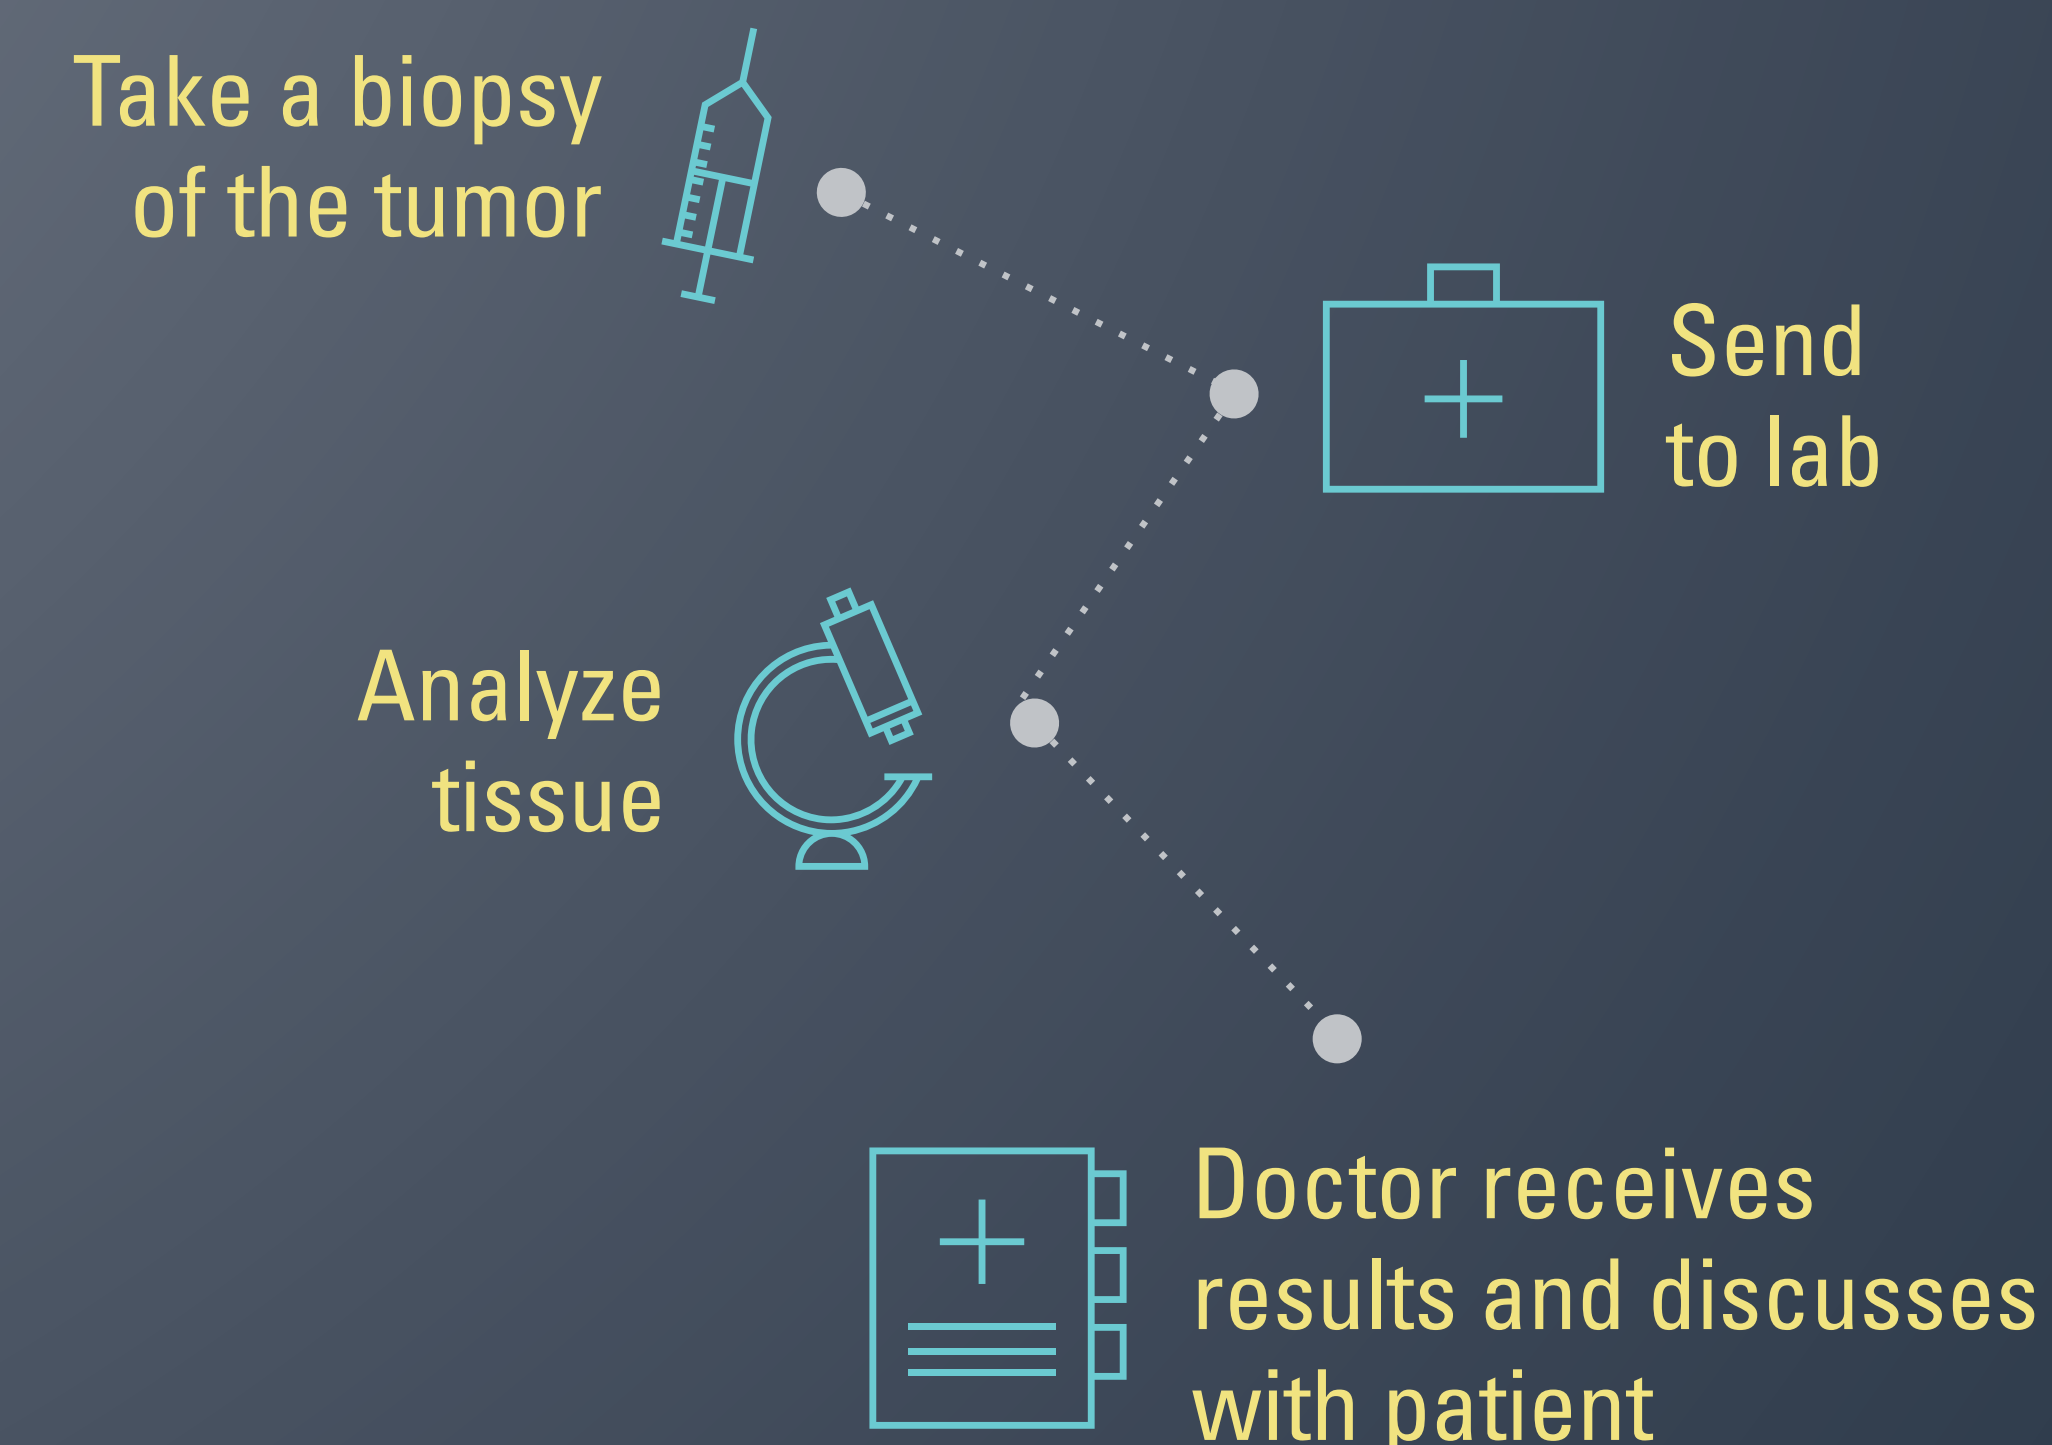 Take a biopsy
of the tumor
Send
to lab
Analyze
tissue
Doctor receives
results and discusses
with patient